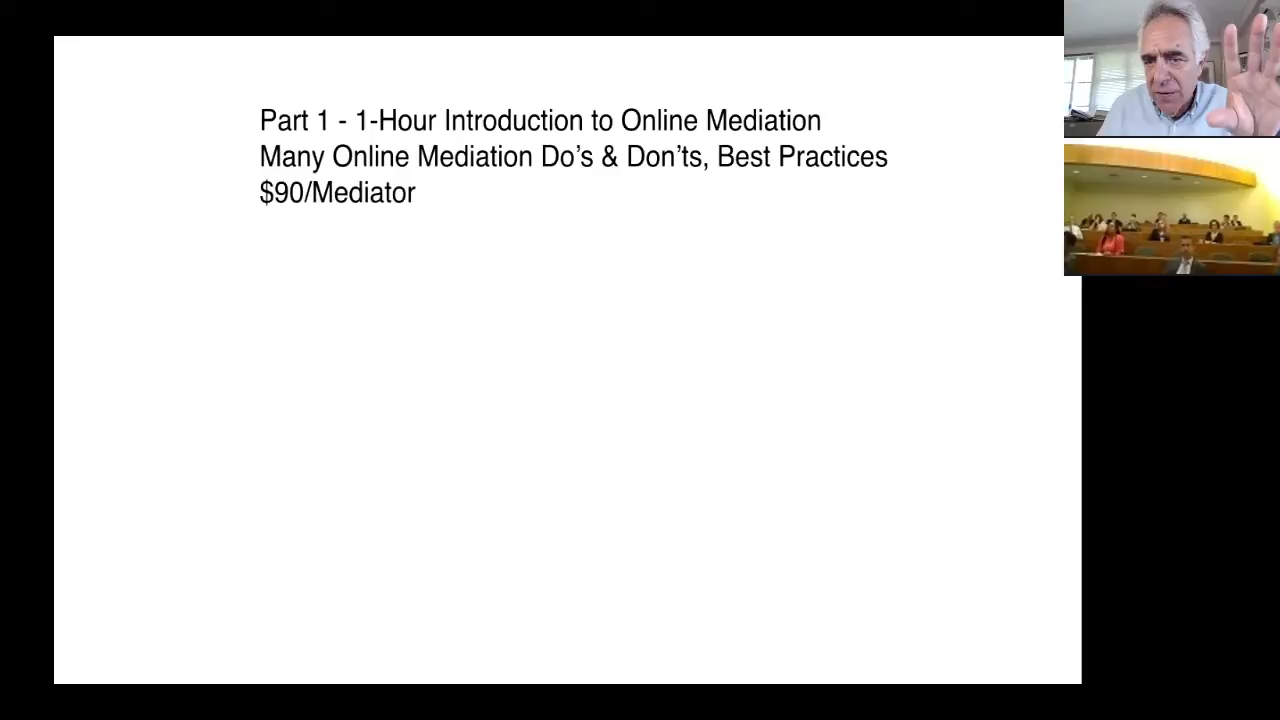 Part 1 - 1-Hour Introduction to Online Mediation
Many Online Mediation Do’s & Don’ts, Best Practices
$90/Mediator